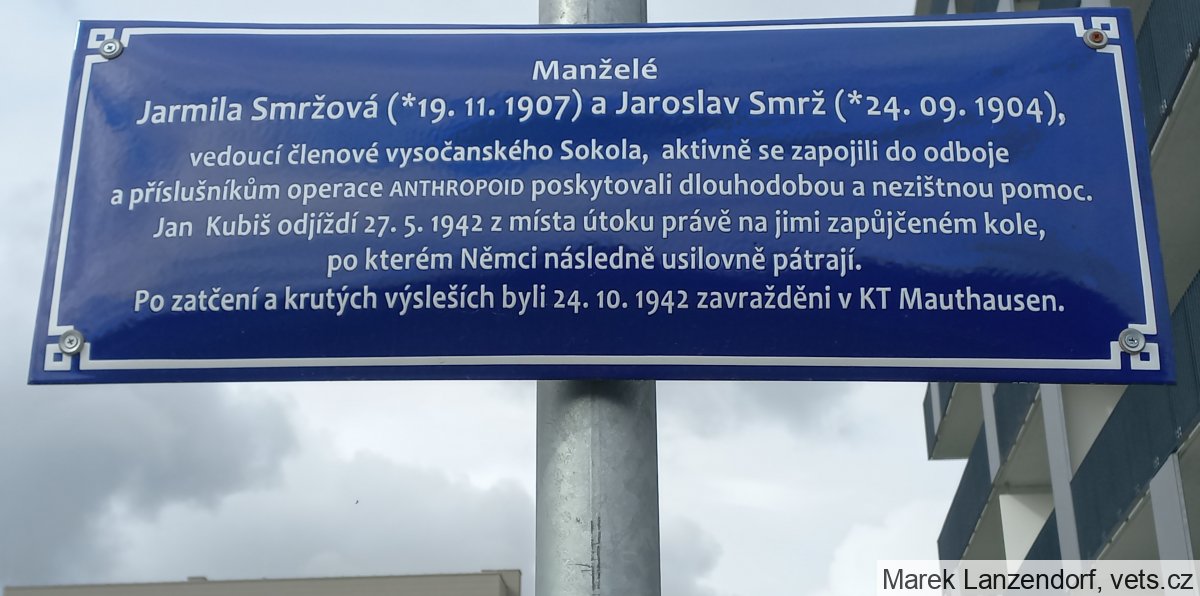 Manželé
Jarmila Smržová (*19. 11. 1907) a Jaroslav Smrž (*24. 09. 1904),
vedoucí členové vysočanského Sokola, aktivně se zapojili do odboje
a příslušníkům operace ANTHROPOID poskytovali dlouhodobou a nezištnou pomoc.
Jan Kubiš odjíždí 27. 5. 1942 z místa útoku právě na jimi zapůjčeném kole,
po kterém Němci následně usilovně pátrají.
Po zatčení a krutých výsleších byli 24. 10. 1942 zavražděni v KT Mauthausen.
Marek Lanzendorf, vets.cz